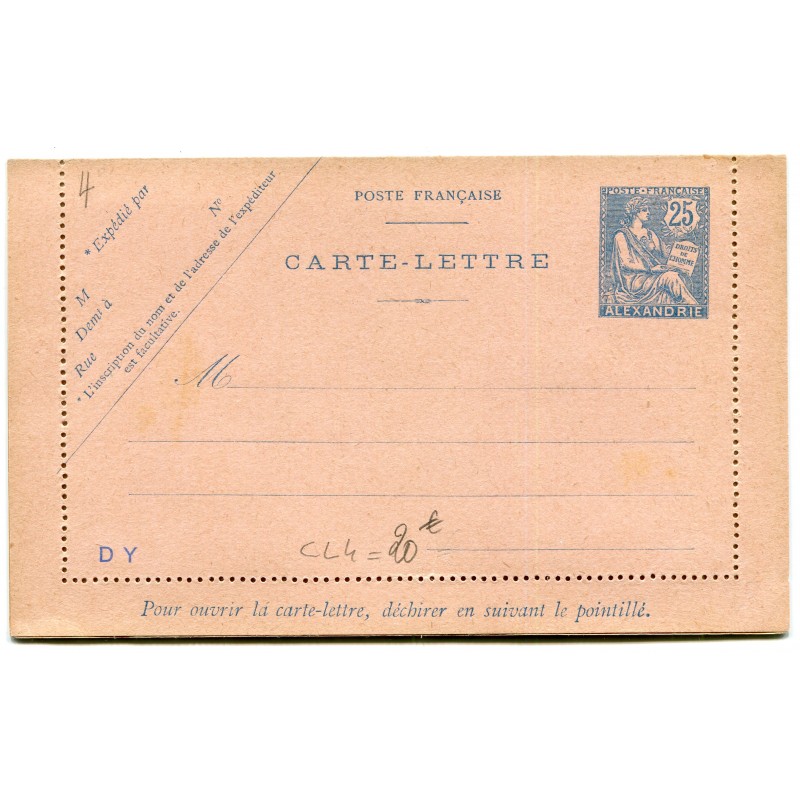 4
* Expédié par
N°
M
Demt à
Rue
* L'inscription du nom et de l'adresse de l'expéditeur
est facultative.
POSTE FRANÇAISE
CARTE-LETTRE
POSTE·FRANÇAISE
25
DROITS
DE
L'HOMME
ALEXANDRIE
M
DY
CL4 = 20 €
Pour ouvrir la carte-lettre, déchirer en suivant le pointillé.